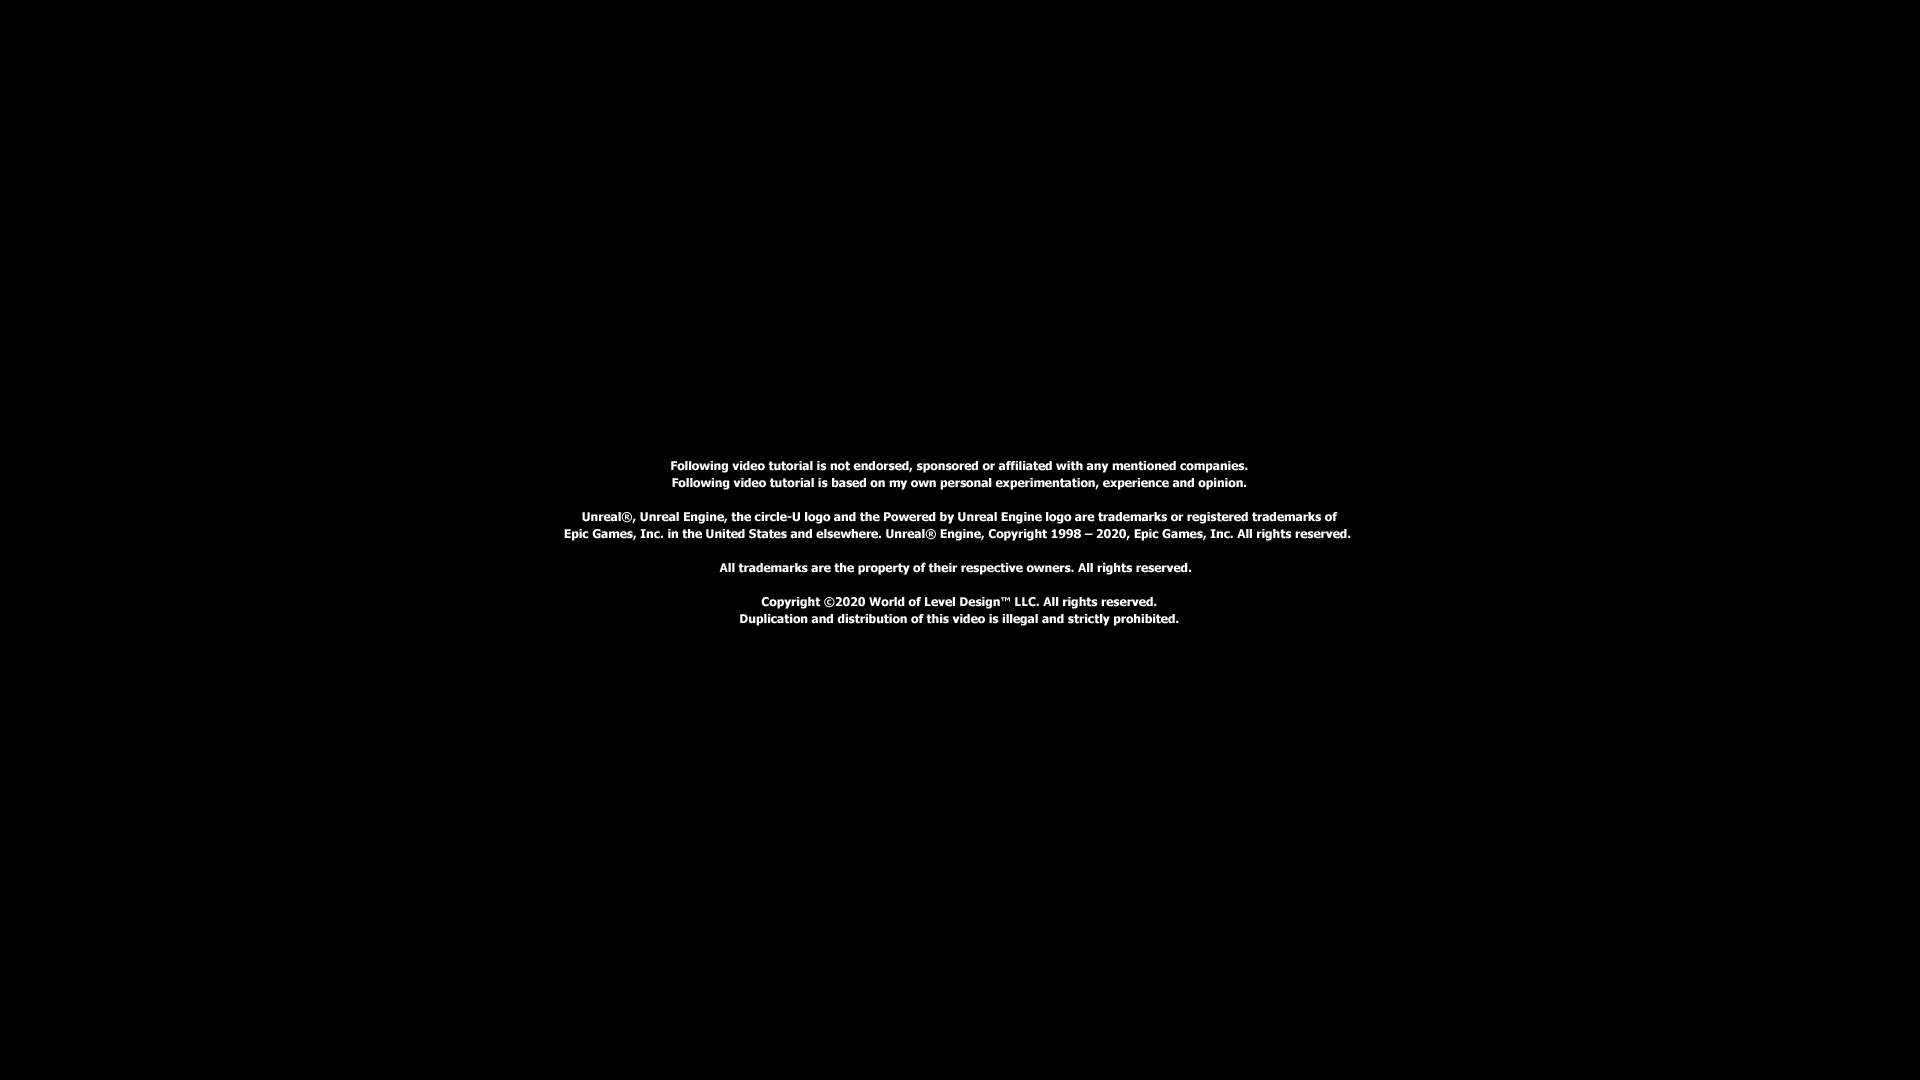 Following video tutorial is not endorsed, sponsored or affiliated with any mentioned companies.
Following video tutorial is based on my own personal experimentation, experience and opinion.
Unreal®, Unreal Engine, the circle-U logo and the Powered by Unreal Engine logo are trademarks or registered trademarks of
Epic Games, Inc. in the United States and elsewhere. Unreal® Engine, Copyright 1998 – 2020, Epic Games, Inc. All rights reserved.
All trademarks are the property of their respective owners. All rights reserved.
Copyright ©2020 World of Level Design™ LLC. All rights reserved.
Duplication and distribution of this video is illegal and strictly prohibited.